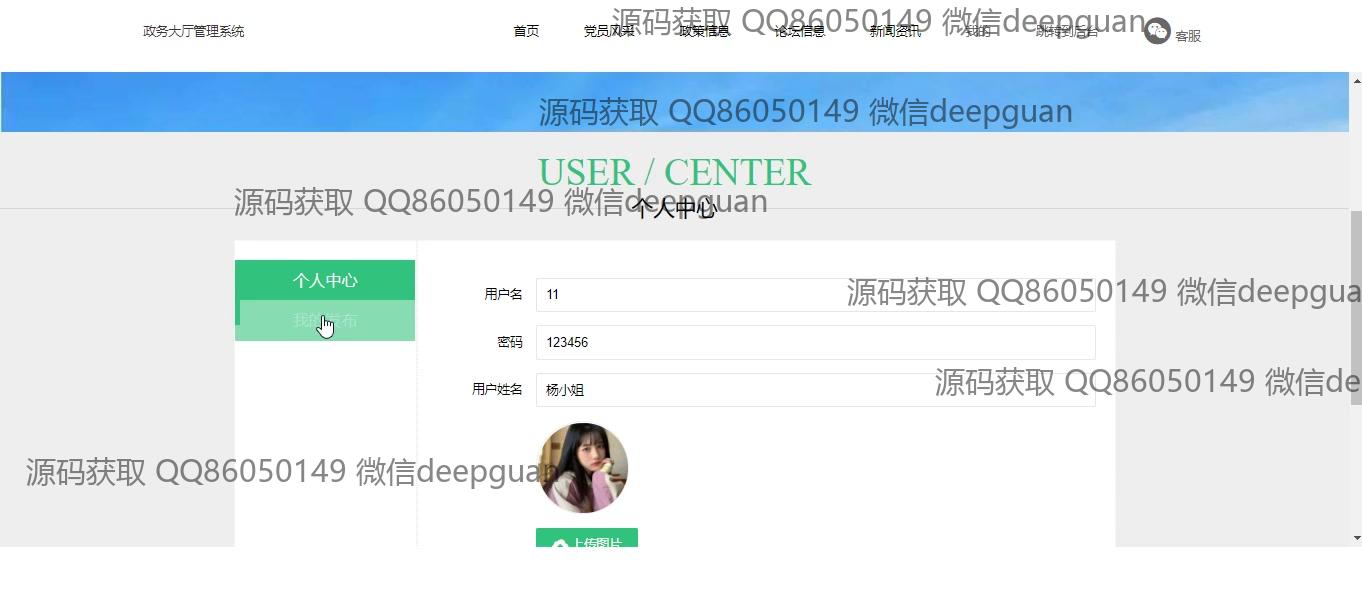 政务大厅管理系统
首页
党员风采
政策信息
论坛信息
新闻资讯
我的
跳转到后台
客服
源码获取 QQ86050149 微信deepguan
源码获取 QQ86050149 微信deepguan
USER / CENTER
源码获取 QQ86050149 微信deepguan
个人中心
个人中心
我的发布
用户名
11
源码获取 QQ86050149 微信deepgua
密码
123456
用户姓名
杨小姐
源码获取 QQ86050149 微信de
源码获取 QQ86050149 微信deepguan
上传图片